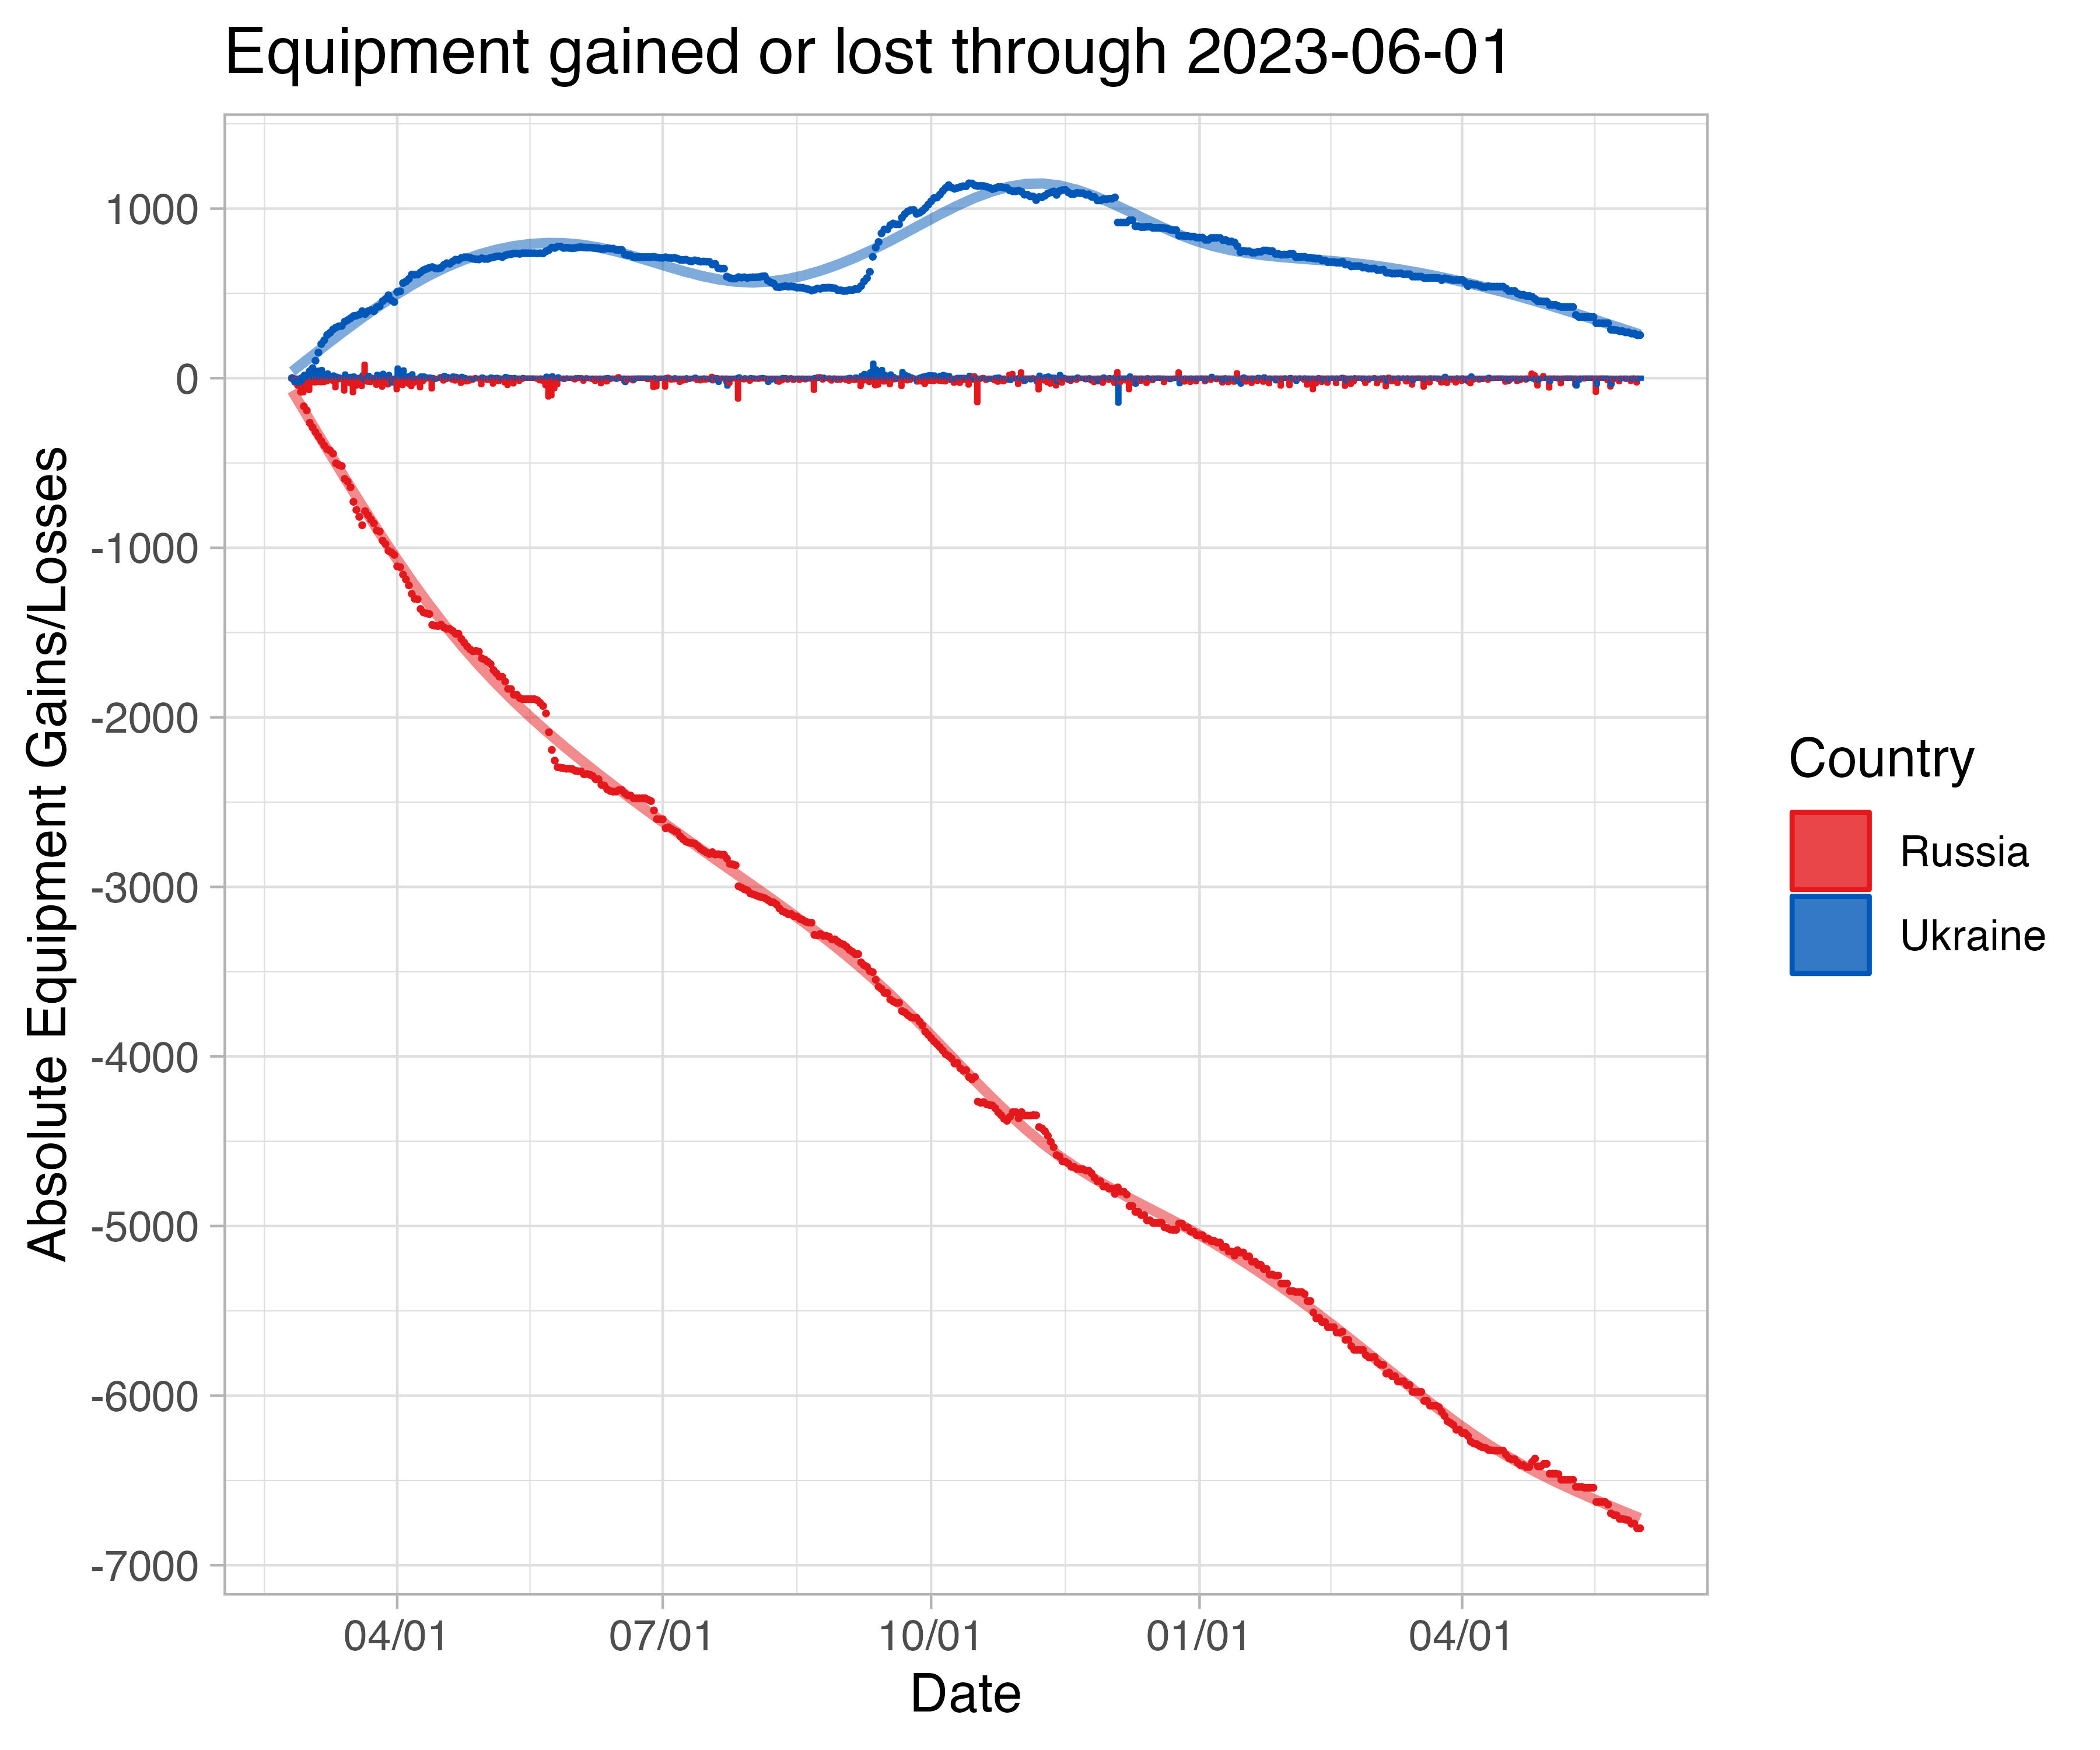 Equipment gained or lost through 2023-06-01
Absolute Equipment Gains/Losses
1000
0
-1000
-2000
-3000
-4000
-5000
-6000
-7000
04/01
07/01
10/01
01/01
04/01
Date
Country
Russia
Ukraine